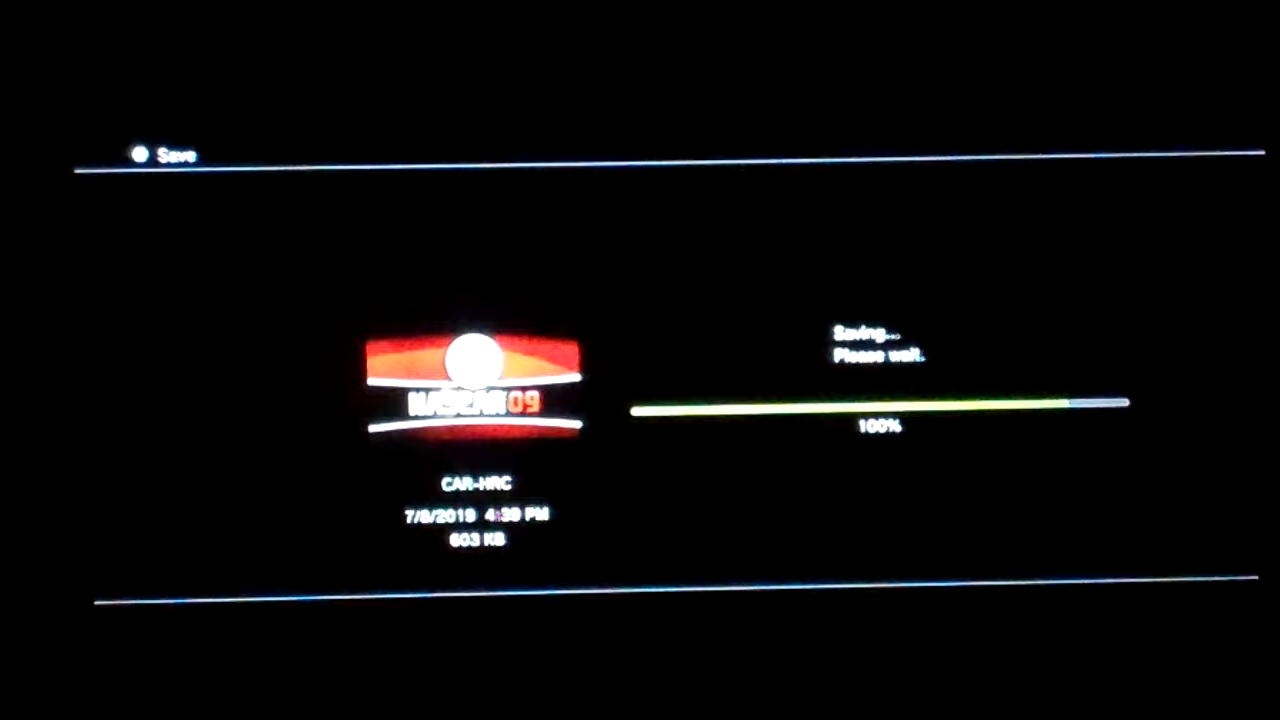 Save
Saving...
Please wait.
NASCAR 09
100%
CAR-HRC
7/8/2019 4:39 PM
603 KB